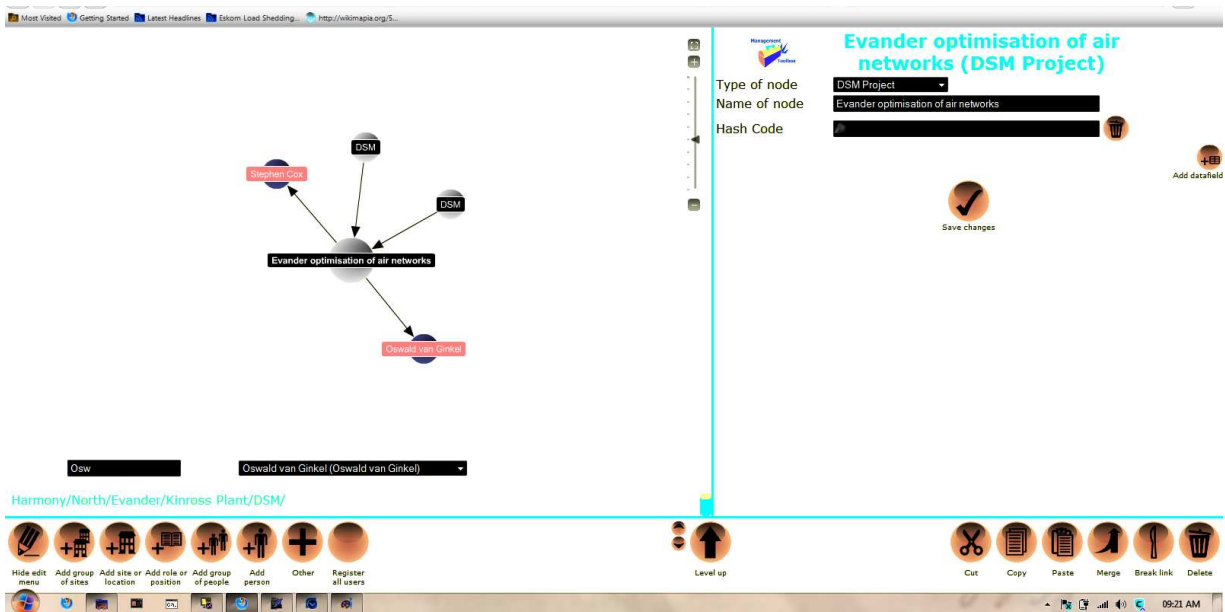 Most Visited Getting Started Latest Headlines Eskom Load Shedding... http://wikimapia.org/5...
Management
Toolbox
Evander optimisation of air
networks (DSM Project)
Type of node DSM Project
Name of node Evander optimisation of air networks
Hash Code
Add datafield
Save changes
DSM
Stephen Cox
DSM
Evander optimisation of air networks
Oswald van Ginkel
Osw Oswald van Ginkel (Oswald van Ginkel)
Harmony/North/Evander/Kinross Plant/DSM/
Hide edit menu
Add group of sites
Add site or location
Add role or position
Add group of people
Add person
Other
Register all users
Level up
Cut
Copy
Paste
Merge
Break link
Delete
09:21 AM